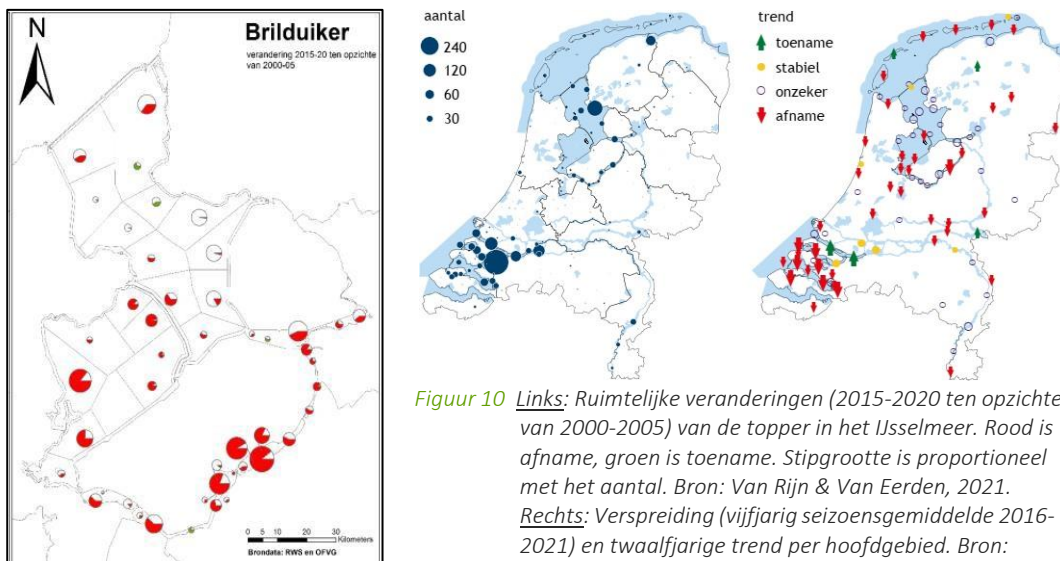 N
Brilduiker
verandering 2015-20 ten opzichte
van 2000-05
0 5 10 20 30
Kilometers
Brondata: RWS en OFVG
aantal
240
120
60
30
trend
toename
stabiel
onzeker
afname
Figuur 10 Links: Ruimtelijke veranderingen (2015-2020 ten opzichte
van 2000-2005) van de topper in het IJsselmeer. Rood is
afname, groen is toename. Stipgrootte is proportioneel
met het aantal. Bron: Van Rijn & Van Eerden, 2021.
Rechts: Verspreiding (vijfjarig seizoensgemiddelde 2016-
2021) en twaalfjarige trend per hoofdgebied. Bron: